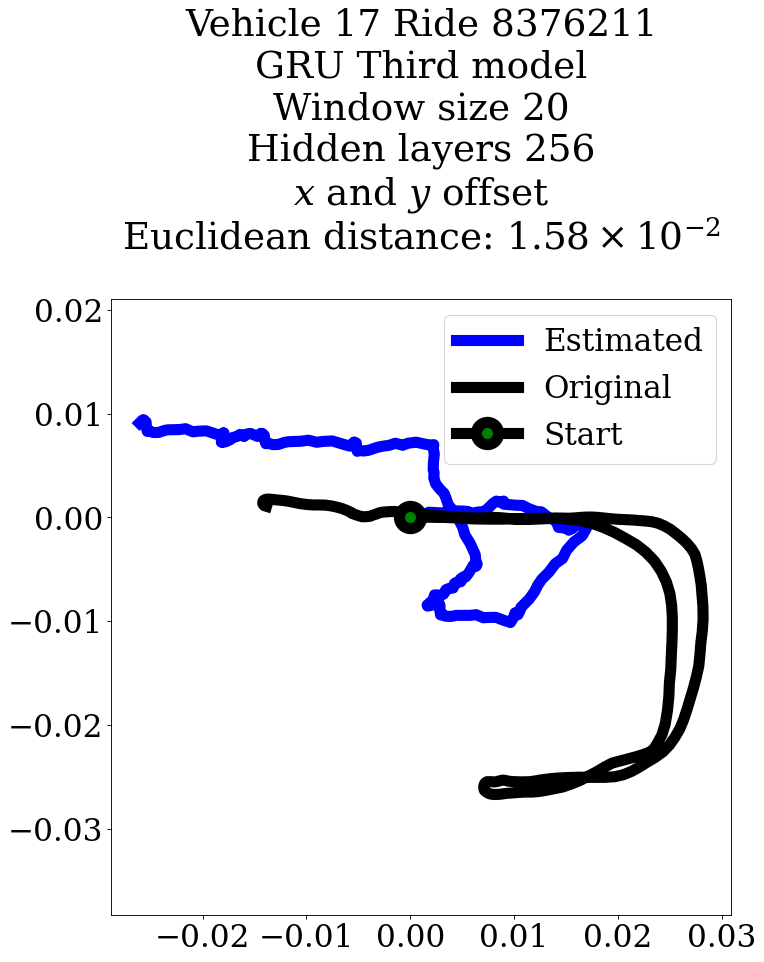 Vehicle 17 Ride 8376211
GRU Third model
Window size 20
Hidden layers 256
x and y offset
Euclidean distance: 1.58 × 10⁻²
Estimated
Original
Start
0.02
0.01
0.00
−0.01
−0.02
−0.03
−0.02 −0.01 0.00 0.01 0.02 0.03